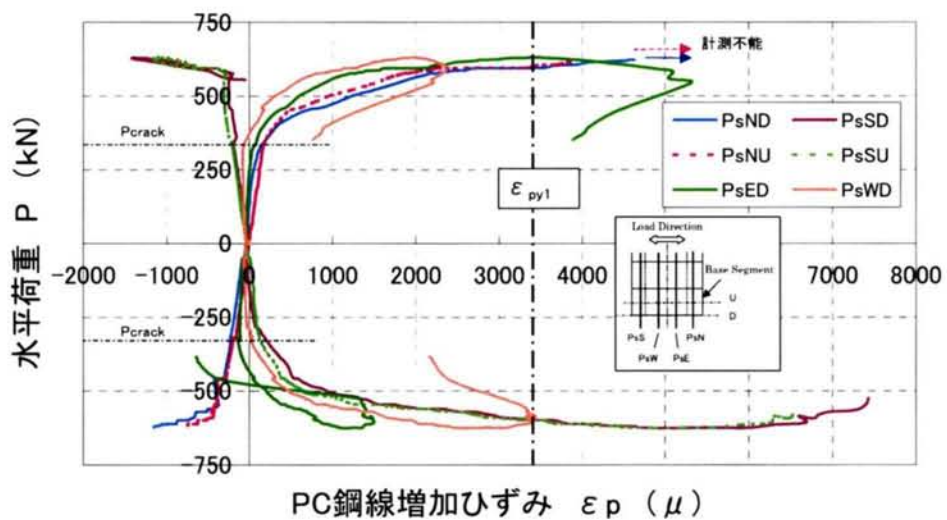 750
500
250
0
-250
-500
-750
-2000
-1000
0
1000
2000
3000
4000
7000
8000
水平荷重 P (kN)
PC鋼線増加ひずみ εp (μ)
Pcrack
Pcrack
計測不能
εpy1
PsND
PsSD
PsNU
PsSU
PsED
PsWD
Load Direction
Base Segment
U
D
PsS
PsN
PsW
PsE